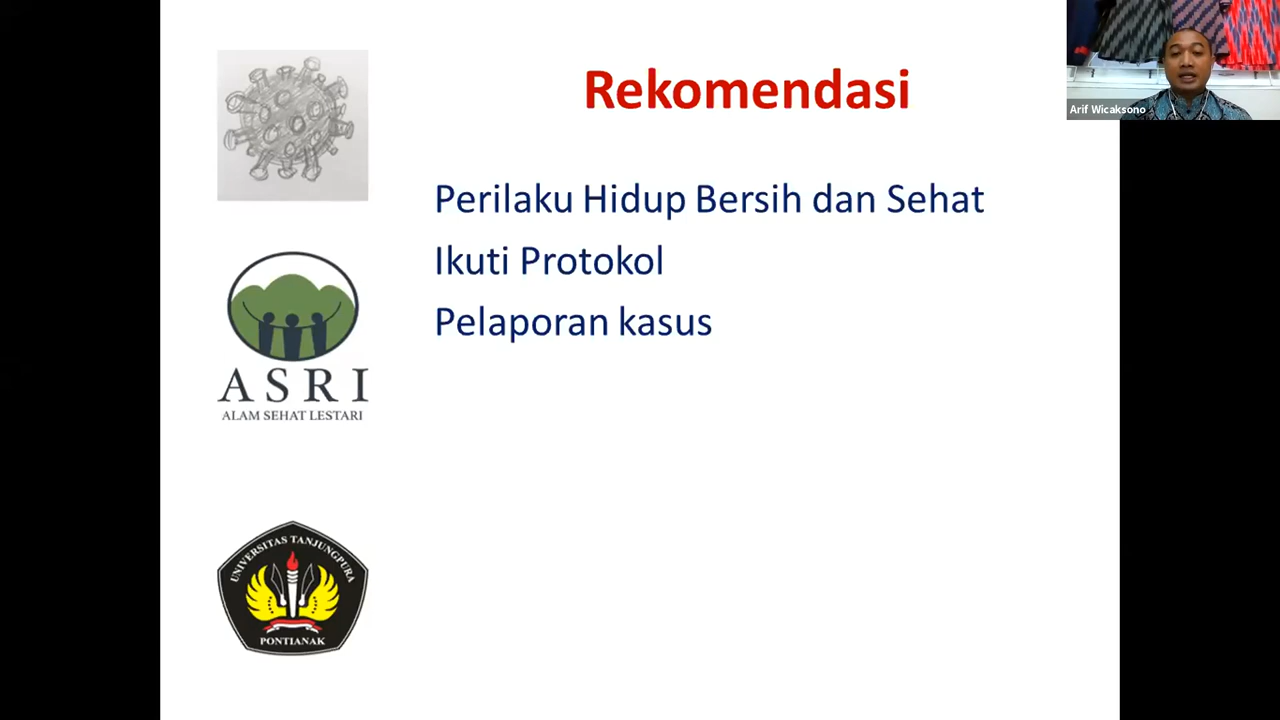 Rekomendasi
Arif Wicaksono
Perilaku Hidup Bersih dan Sehat
Ikuti Protokol
Pelaporan kasus
ASRI
ALAM SEHAT LESTARI
UNIVERSITAS TANJUNGPURA
PONTIANAK